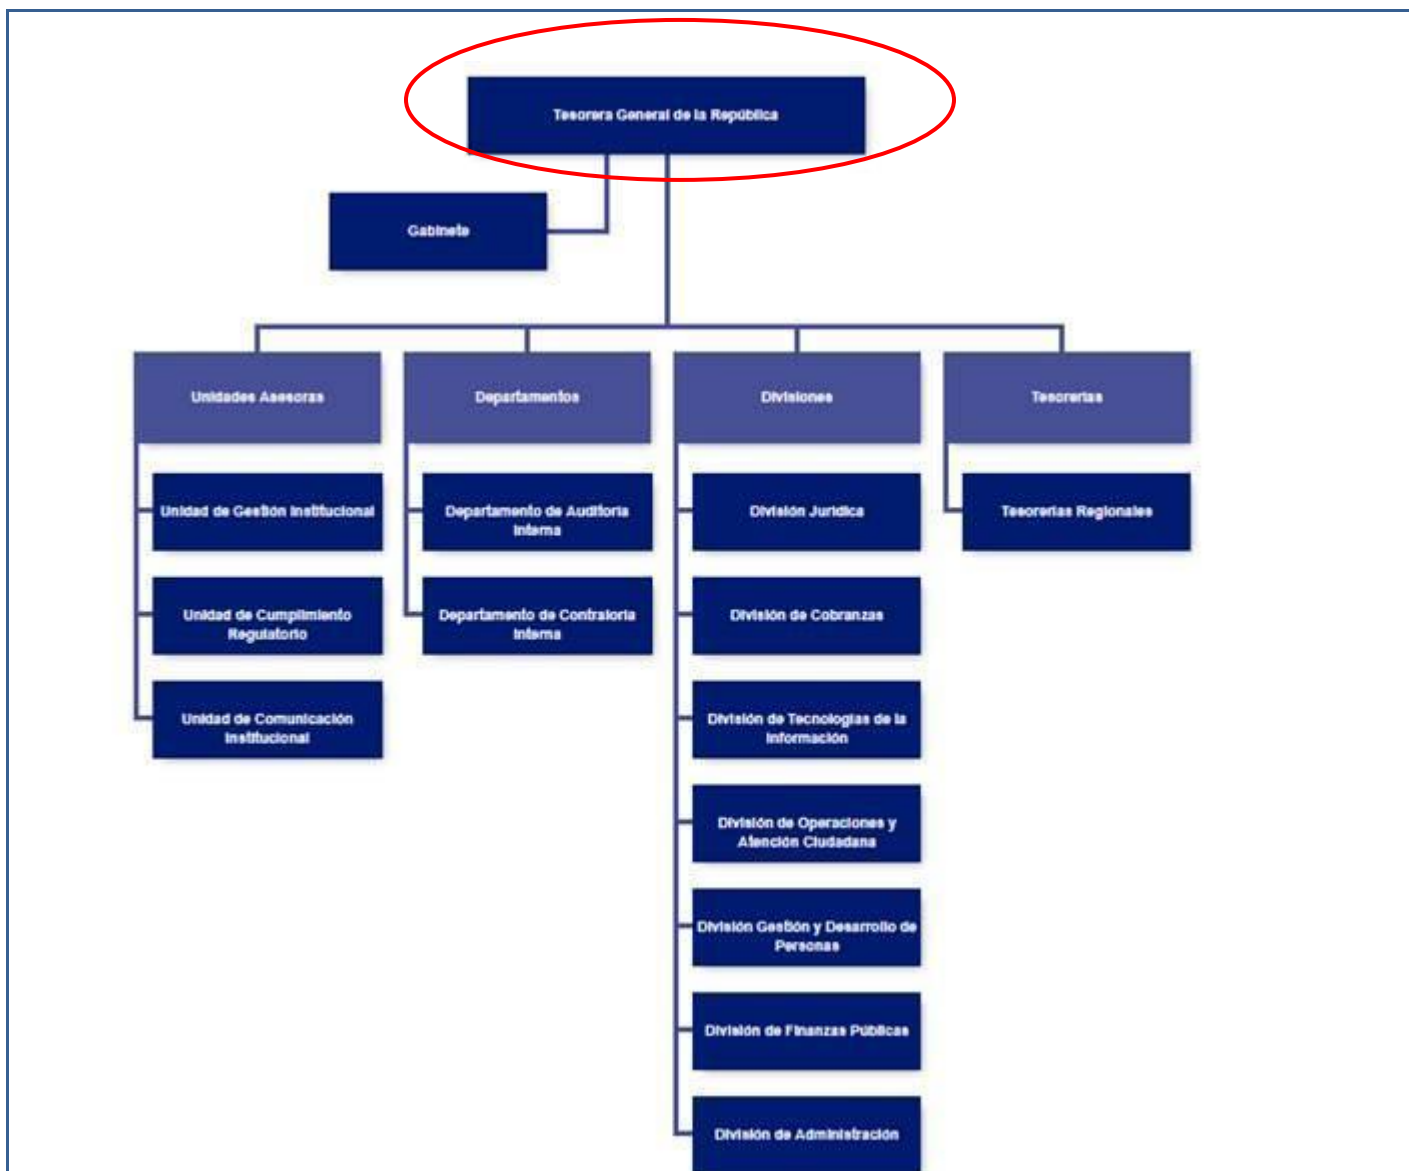 Tesorera General de la República
Gabinete
Unidades Asesoras
Departamentos
Divisiones
Tesorerías
Unidad de Gestión Institucional
Unidad de Cumplimiento
Regulatorio
Unidad de Comunicación
Institucional
Departamento de Auditoría
Interna
Departamento de Contraloría
Interna
División Jurídica
División de Cobranzas
División de Tecnologías de la
Información
División de Operaciones y
Atención Ciudadana
División Gestión y Desarrollo de
Personas
División de Finanzas Públicas
División de Administración
Tesorerías Regionales